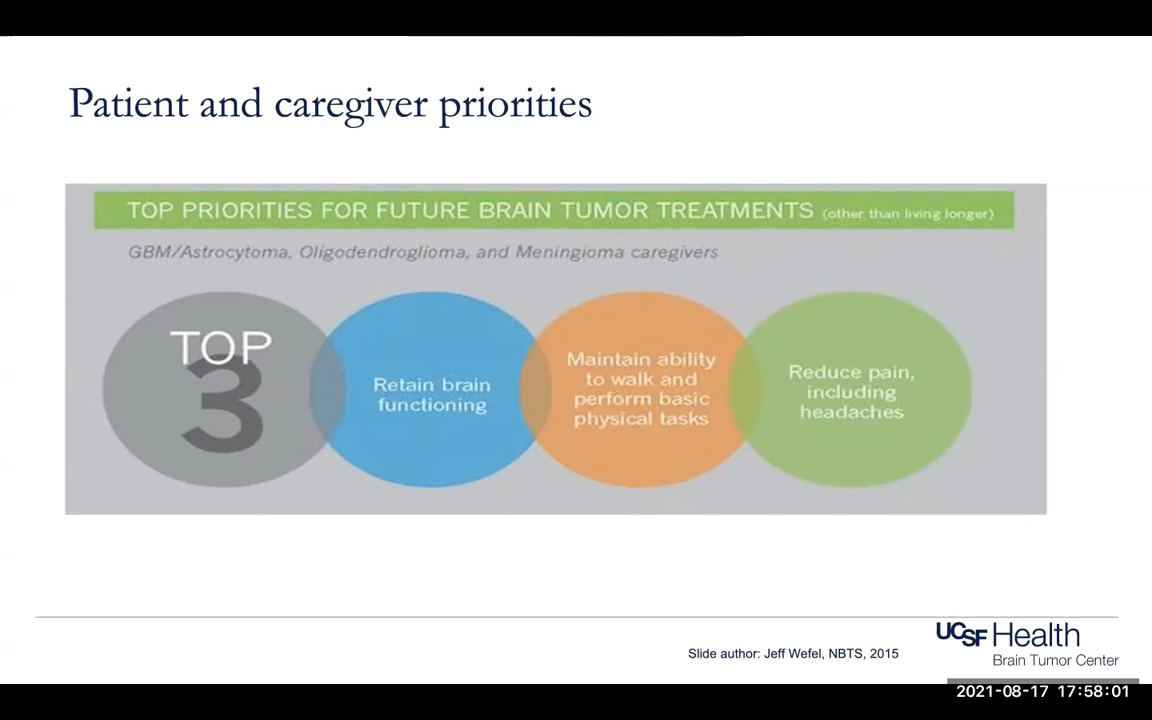 Patient and caregiver priorities
TOP PRIORITIES FOR FUTURE BRAIN TUMOR TREATMENTS (other than living longer)
GBM/Astrocytoma, Oligodendroglioma, and Meningioma caregivers
TOP
3
Retain brain
functioning
Maintain ability
to walk and
perform basic
physical tasks
Reduce pain,
including
headaches
Slide author: Jeff Wefel, NBTS, 2015
UCSF Health
Brain Tumor Center
2021-08-17 17:58:01